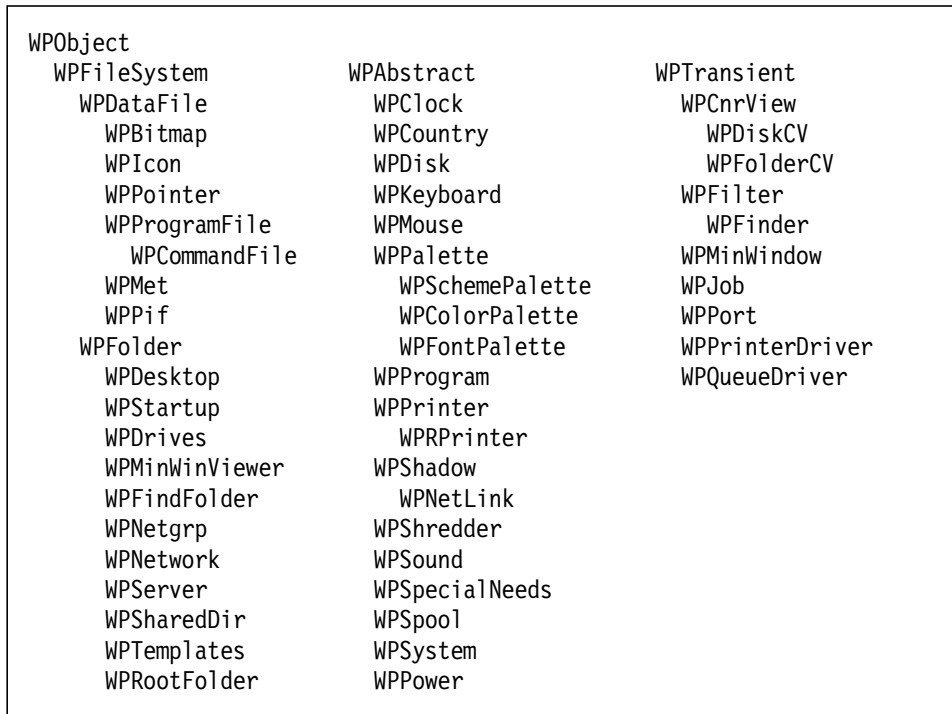 WPObject
WPFileSystem
WPDataFile
WPBitmap
WPIcon
WPPointer
WPProgramFile
WPCommandFile
WPMet
WPPif
WPFolder
WPDesktop
WPStartup
WPDrives
WPMinWinViewer
WPFindFolder
WPNetgrp
WPNetwork
WPServer
WPSharedDir
WPTemplates
WPRootFolder
WPAbstract
WPClock
WPCountry
WPDisk
WPKeyboard
WPMouse
WPPalette
WPSchemePalette
WPColorPalette
WPFontPalette
WPProgram
WPPrinter
WPRPrinter
WPShadow
WPNetLink
WPShredder
WPSound
WPSpecialNeeds
WPSpool
WPSystem
WPPower
WPTransient
WPCnrView
WPDiskCV
WPFolderCV
WPFilter
WPFinder
WPMinWindow
WPJob
WPPort
WPPrinterDriver
WPQueueDriver